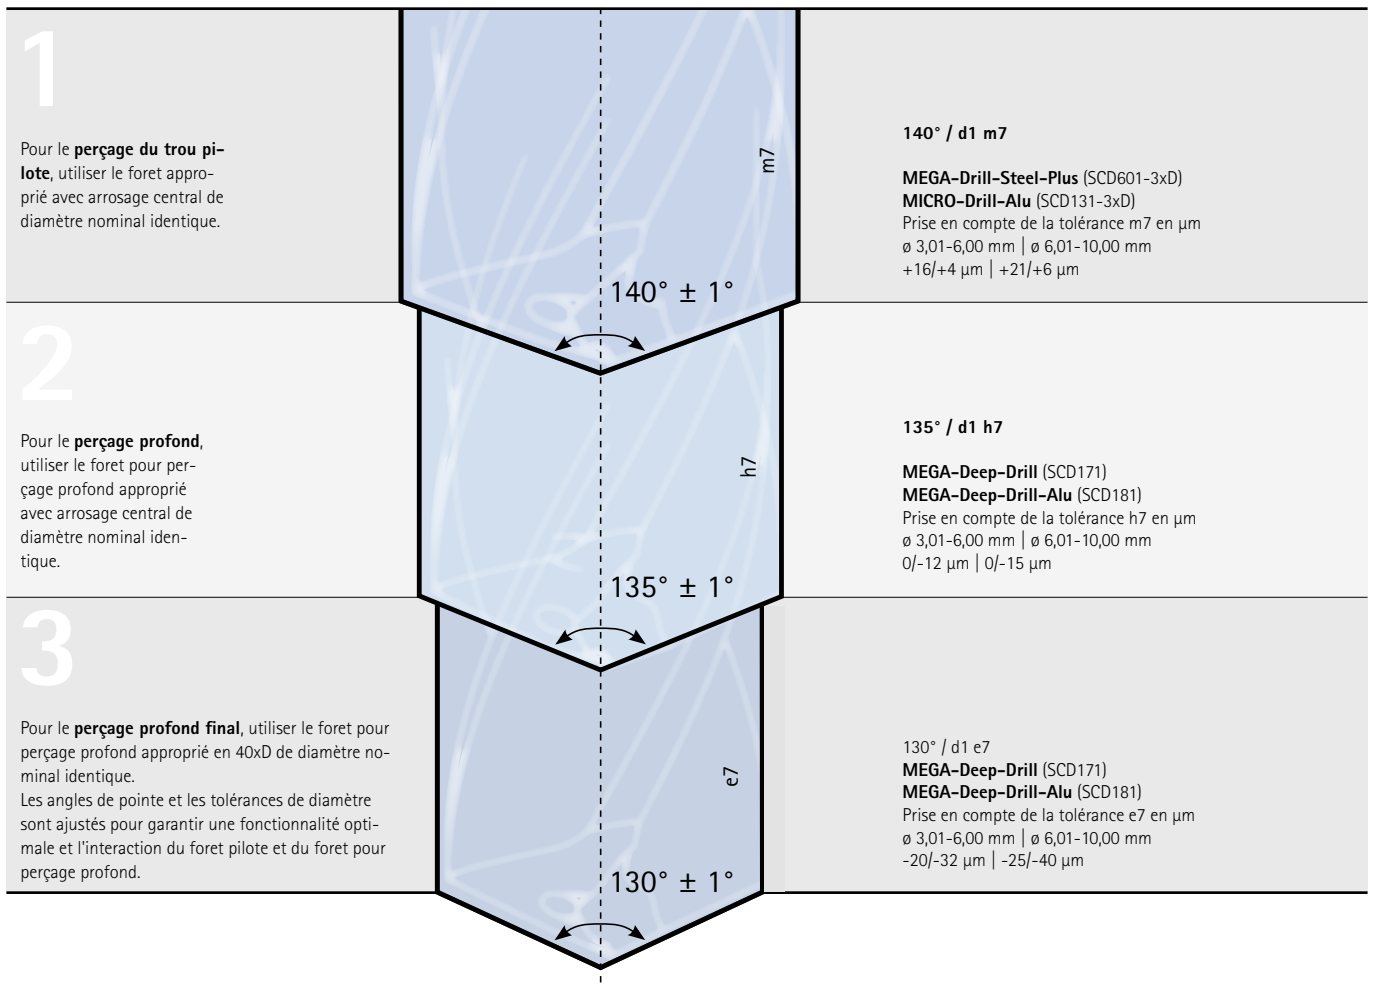 1
Pour le perçage du trou pi-
lote, utiliser le foret appro-
prié avec arrosage central de
diamètre nominal identique.
m7
140° ± 1°
140° / d1 m7
MEGA-Drill-Steel-Plus (SCD601-3xD)
MICRO-Drill-Alu (SCD131-3xD)
Prise en compte de la tolérance m7 en µm
ø 3,01-6,00 mm | ø 6,01-10,00 mm
+16/+4 µm | +21/+6 µm
2
Pour le perçage profond,
utiliser le foret pour per-
çage profond approprié
avec arrosage central de
diamètre nominal iden-
tique.
h7
135° ± 1°
135° / d1 h7
MEGA-Deep-Drill (SCD171)
MEGA-Deep-Drill-Alu (SCD181)
Prise en compte de la tolérance h7 en µm
ø 3,01-6,00 mm | ø 6,01-10,00 mm
0/-12 µm | 0/-15 µm
3
Pour le perçage profond final, utiliser le foret pour
perçage profond approprié en 40xD de diamètre no-
minal identique.
Les angles de pointe et les tolérances de diamètre
sont ajustés pour garantir une fonctionnalité opti-
male et l'interaction du foret pilote et du foret pour
perçage profond.
e7
130° ± 1°
130° / d1 e7
MEGA-Deep-Drill (SCD171)
MEGA-Deep-Drill-Alu (SCD181)
Prise en compte de la tolérance e7 en µm
ø 3,01-6,00 mm | ø 6,01-10,00 mm
-20/-32 µm | -25/-40 µm